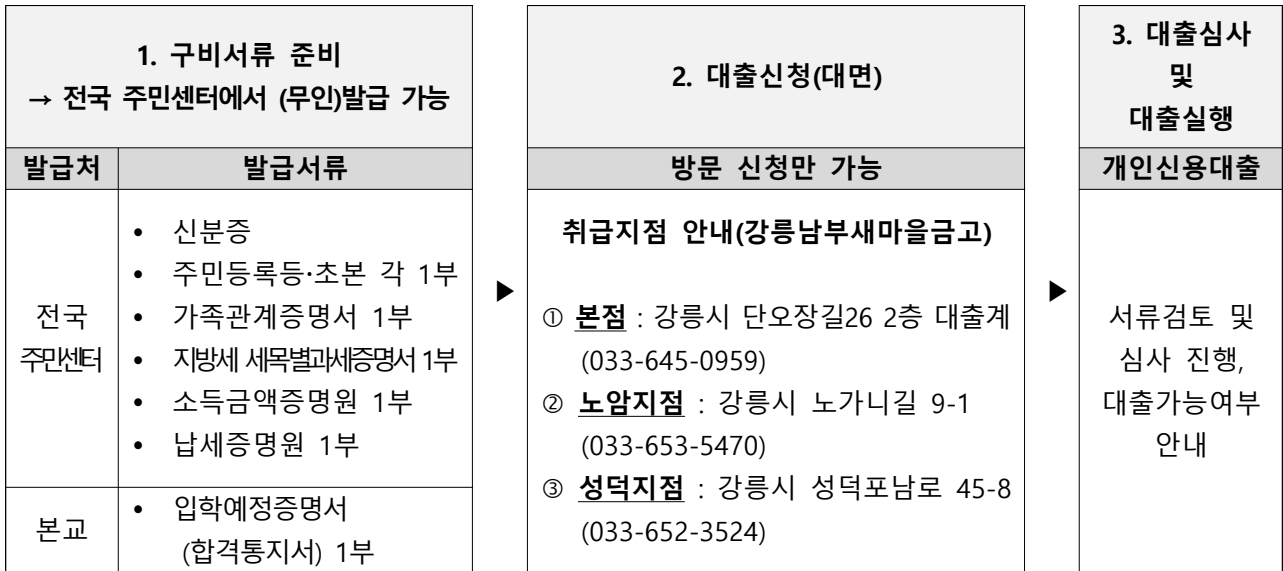 1. 구비서류 준비
→ 전국 주민센터에서 (무인)발급 가능
발급처
발급서류
전국
주민센터
• 신분증
• 주민등록등·초본 각 1부
• 가족관계증명서 1부
• 지방세 세목별과세증명서 1부
• 소득금액증명원 1부
• 납세증명원 1부
본교
• 입학예정증명서
(합격통지서) 1부
▶
2. 대출신청(대면)
방문 신청만 가능
취급지점 안내(강릉남부새마을금고)
① 본점 : 강릉시 단오장길26 2층 대출계
(033-645-0959)
② 노암지점 : 강릉시 노가니길 9-1
(033-653-5470)
③ 성덕지점 : 강릉시 성덕포남로 45-8
(033-652-3524)
▶
3. 대출심사
및
대출실행
개인신용대출
서류검토 및
심사 진행,
대출가능여부
안내